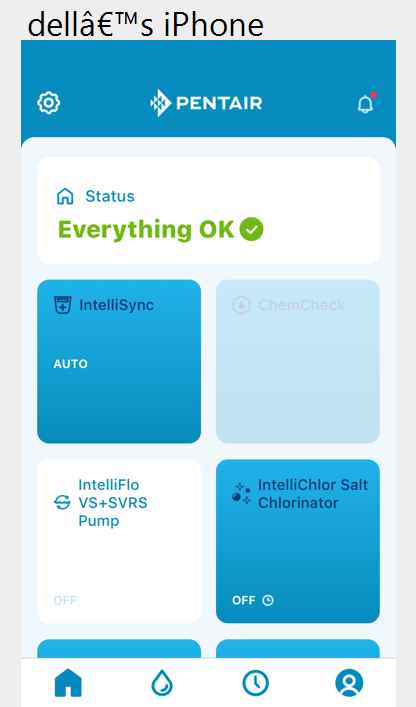 dellâ€™s iPhone
PENTAIR
Status
Everything OK
IntelliSync
AUTO
ChemCheck
IntelliFlo
VS+SVRS
Pump
OFF
IntelliChlor Salt
Chlorinator
OFF